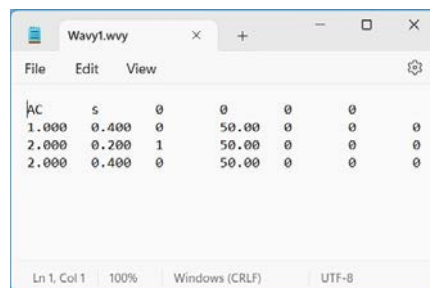 Wavy1.wvy
File Edit View
AC s 0 0 0 0
1.000 0.400 0 50.00 0 0 0
2.000 0.200 1 50.00 0 0 0
2.000 0.400 0 50.00 0 0 0
Ln 1, Col 1 100% Windows (CRLF) UTF-8